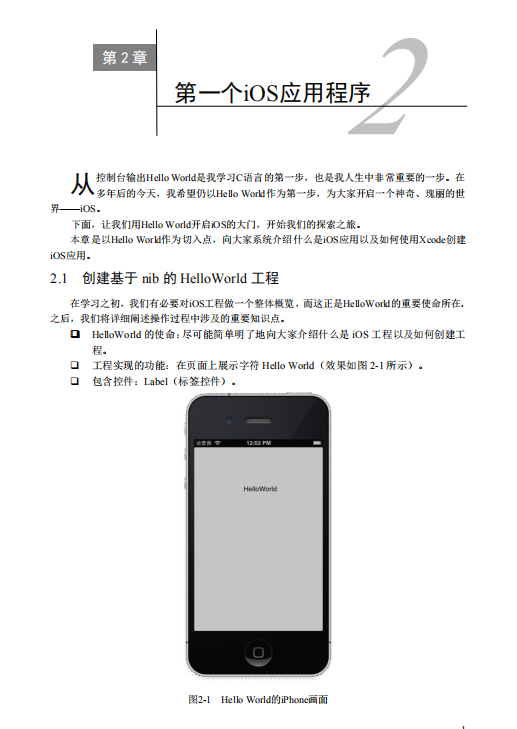 第 2 章
2
第一个iOS应用程序
从控制台输出Hello World是我学习C语言的第一步，也是我人生中非常重要的一步。在
多年后的今天，我希望仍以Hello World作为第一步，为大家开启一个神奇、瑰丽的世
界——iOS。
下面，让我们用Hello World开启iOS的大门，开始我们的探索之旅。
本章是以Hello World作为切入点，向大家系统介绍什么是iOS应用以及如何使用Xcode创建
iOS应用。
2.1 创建基于 nib 的 HelloWorld 工程
在学习之初，我们有必要对iOS工程做一个整体概览，而这正是HelloWorld的重要使命所在。
之后，我们将详细阐述操作过程中涉及的重要知识点。
❑ HelloWorld 的使命：尽可能简单明了地向大家介绍什么是 iOS 工程以及如何创建工
程。
❑ 工程实现的功能：在页面上展示字符 Hello World（效果如图 2-1 所示）。
❑ 包含控件：Label（标签控件）。
运营商 12:02 PM
HelloWorld
图2-1 Hello World的iPhone画面